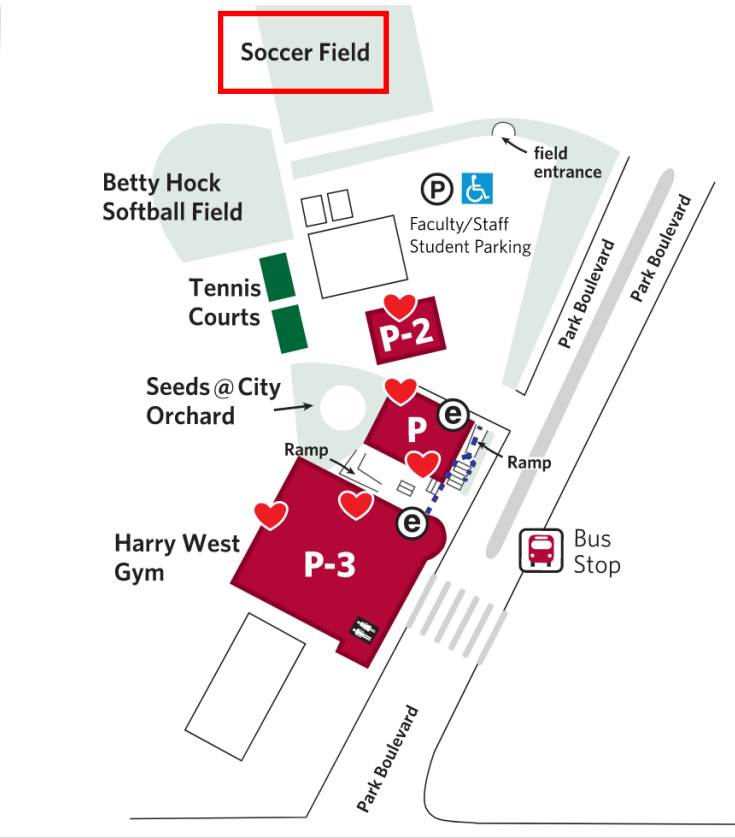 Soccer Field
field
entrance
Betty Hock
Softball Field
P
Faculty/Staff
Student Parking
Park Boulevard
Park Boulevard
Tennis
Courts
P-2
Seeds @ City
Orchard
e
P
Ramp
Ramp
e
Harry West
Gym
P-3
Bus
Stop
Park Boulevard